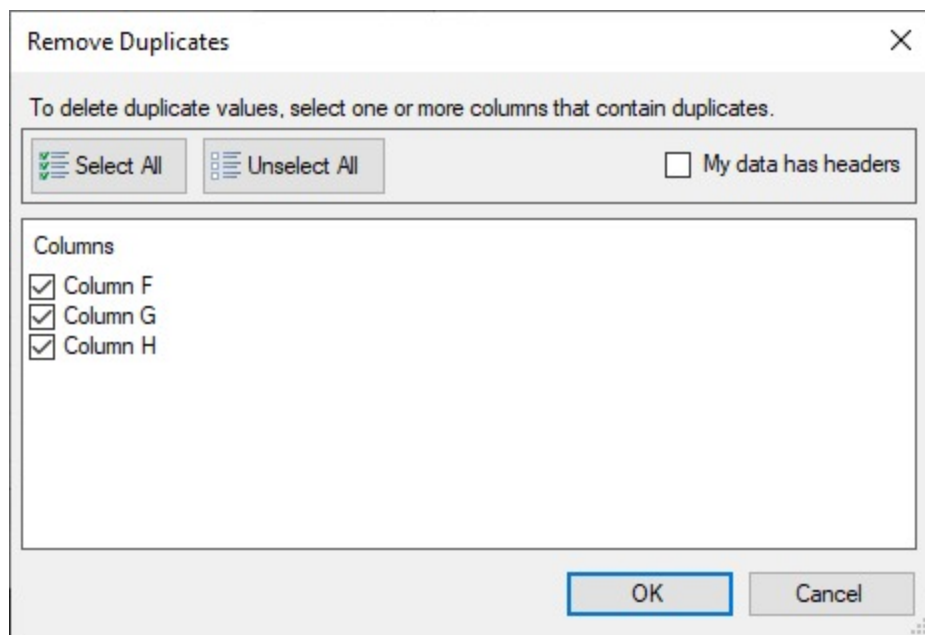 Remove Duplicates
To delete duplicate values, select one or more columns that contain duplicates.
Select All Unselect All My data has headers
Columns
Column F
Column G
Column H
OK Cancel